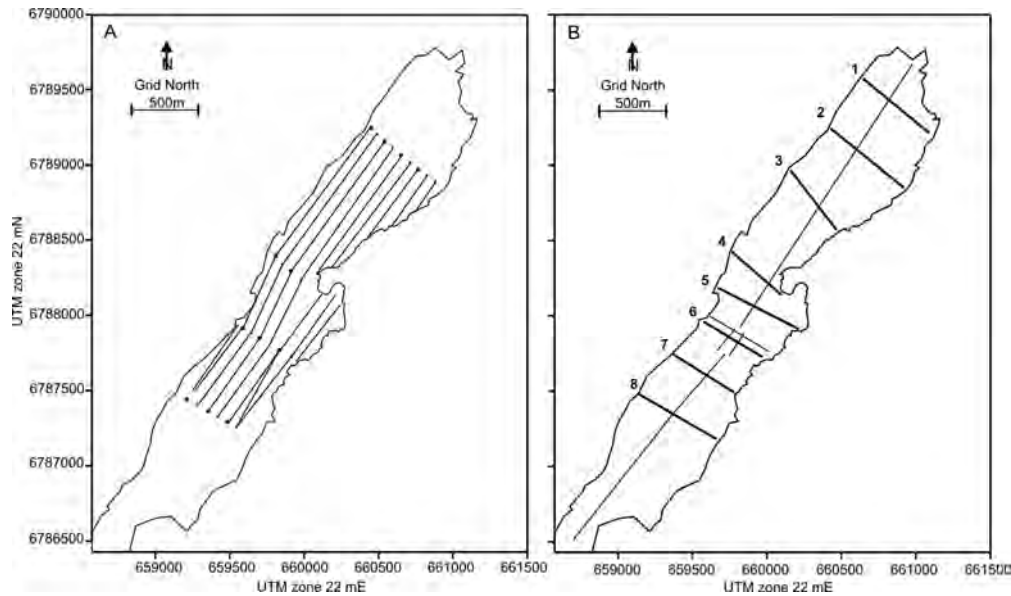 A
N
Grid North
500m
6790000
6789500
6789000
6788500
6788000
6787500
6787000
6786500
UTM zone 22 mN
659000 659500 660000 660500 661000 661500
UTM zone 22 mE
B
N
Grid North
500m
1
2
3
4
5
6
7
8
659000 659500 660000 660500 661000 661500
UTM zone 22 mE